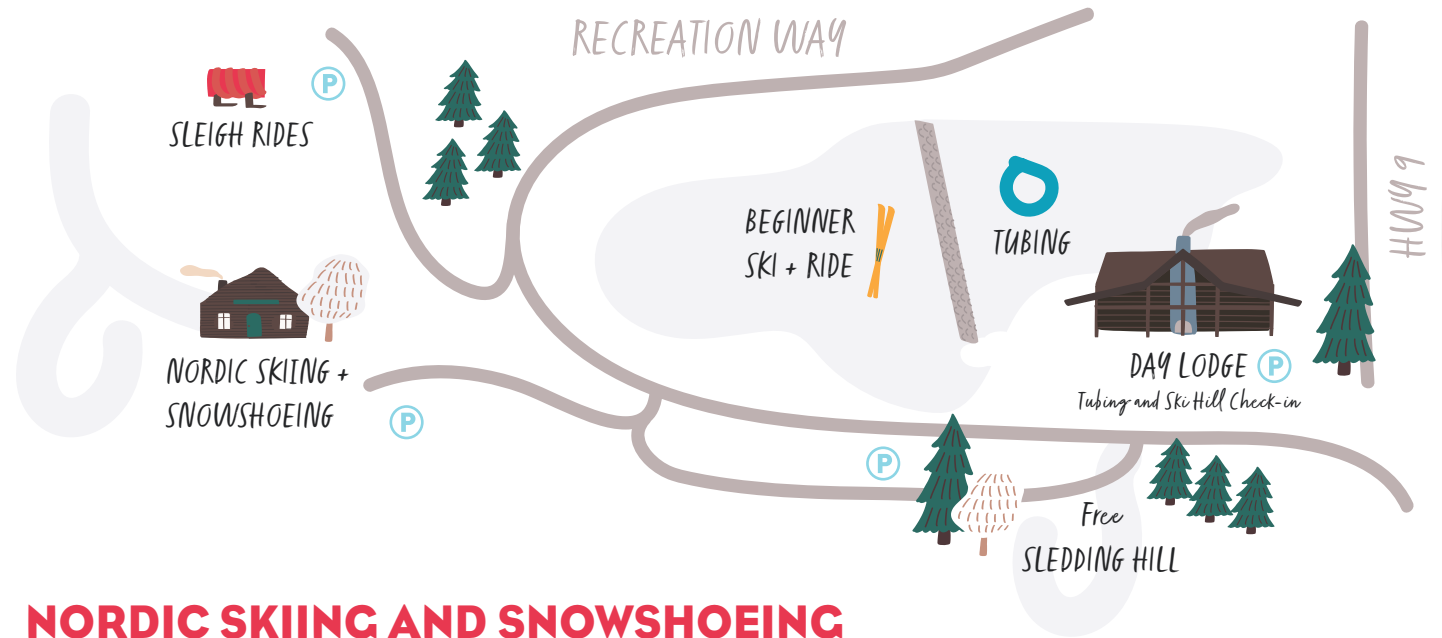 RECREATION WAY
P
SLEIGH RIDES
HWY 9
BEGINNER
SKI + RIDE
TUBING
NORDIC SKIING +
SNOWSHOEING
P
DAY LODGE P
Tubing and Ski Hill Check-in
P
Free
SLEDDING HILL
NORDIC SKIING AND SNOWSHOEING